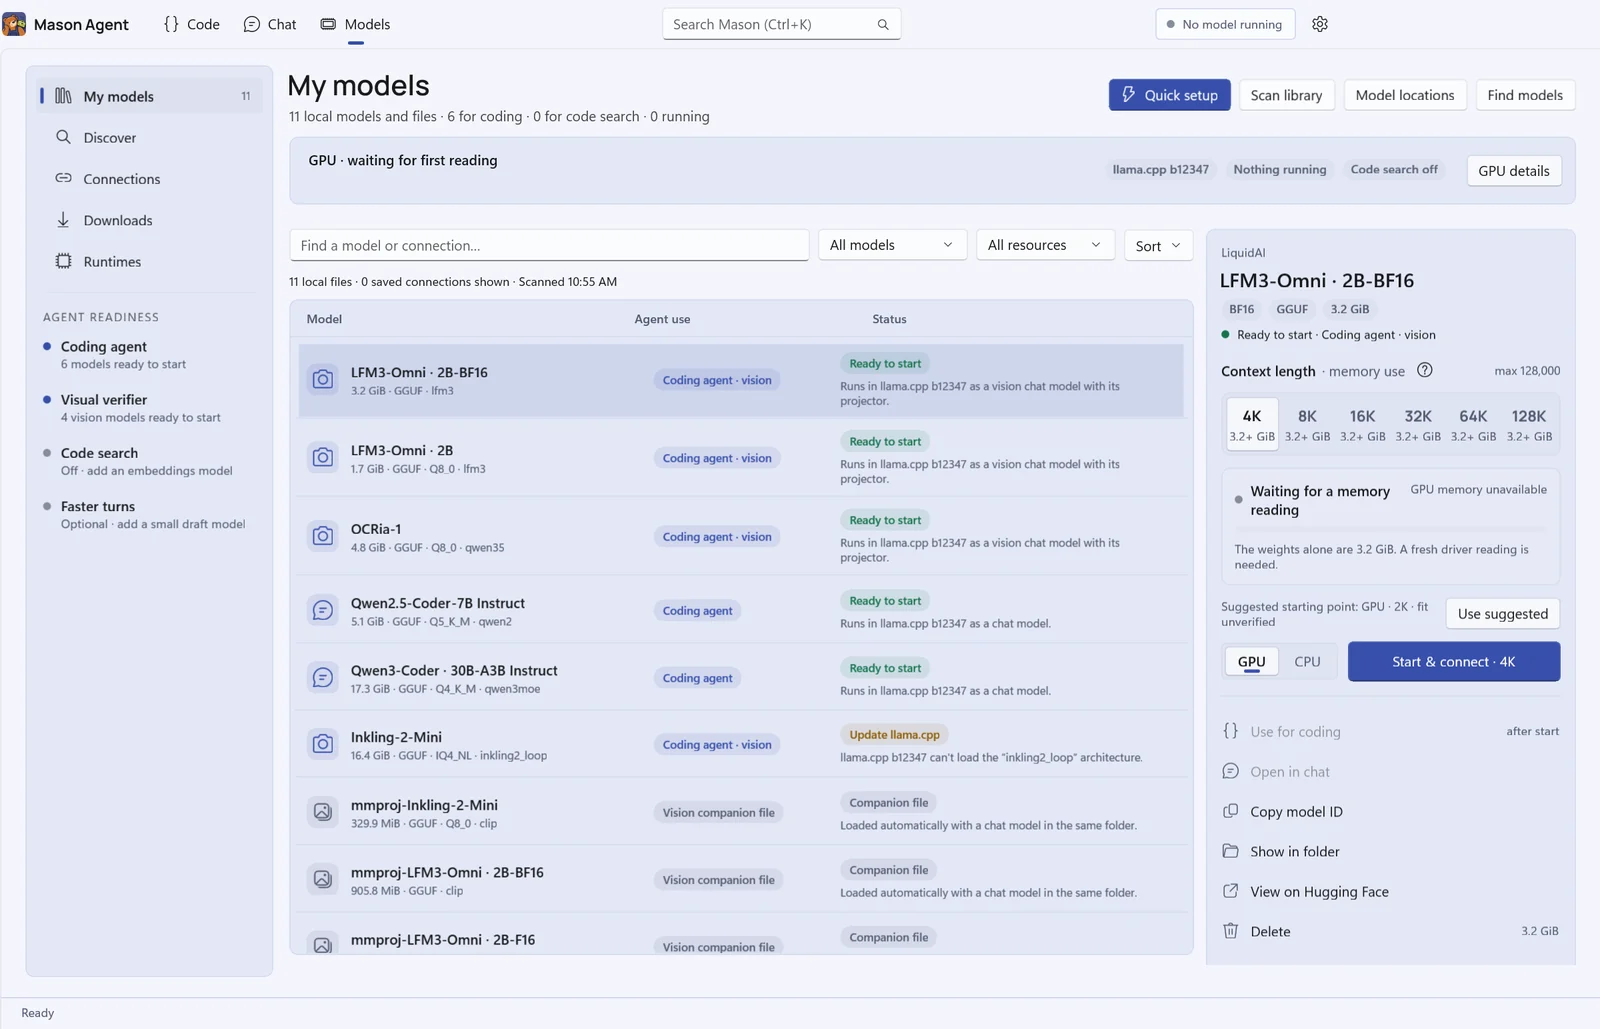 Mason Agent
Code
Chat
Models
Search Mason (Ctrl+K)
No model running
My models
11
Discover
Connections
Downloads
Runtimes
AGENT READINESS
Coding agent
6 models ready to start
Visual verifier
4 vision models ready to start
Code search
Off · add an embeddings model
Faster turns
Optional · add a small draft model
My models
11 local models and files · 6 for coding · 0 for code search · 0 running
Quick setup
Scan library
Model locations
Find models
GPU · waiting for first reading
llama.cpp b12347
Nothing running
Code search off
GPU details
Find a model or connection...
All models
All resources
Sort
11 local files · 0 saved connections shown · Scanned 10:55 AM
Model
Agent use
Status
LFM3-Omni · 2B-BF16
3.2 GiB · GGUF · lfm3
Coding agent · vision
Ready to start
Runs in llama.cpp b12347 as a vision chat model with its
projector.
LFM3-Omni · 2B
1.7 GiB · GGUF · Q8_0 · lfm3
Coding agent · vision
Ready to start
Runs in llama.cpp b12347 as a vision chat model with its
projector.
OCRia-1
4.8 GiB · GGUF · Q8_0 · qwen35
Coding agent · vision
Ready to start
Runs in llama.cpp b12347 as a vision chat model with its
projector.
Qwen2.5-Coder-7B Instruct
5.1 GiB · GGUF · Q5_K_M · qwen2
Coding agent
Ready to start
Runs in llama.cpp b12347 as a chat model.
Qwen3-Coder · 30B-A3B Instruct
17.3 GiB · GGUF · Q4_K_M · qwen3moe
Coding agent
Ready to start
Runs in llama.cpp b12347 as a chat model.
Inkling-2-Mini
16.4 GiB · GGUF · IQ4_NL · inkling2_loop
Coding agent · vision
Update llama.cpp
llama.cpp b12347 can't load the "inkling2_loop" architecture.
mmproj-Inkling-2-Mini
329.9 MiB · GGUF · Q8_0 · clip
Vision companion file
Companion file
Loaded automatically with a chat model in the same folder.
mmproj-LFM3-Omni · 2B-BF16
905.8 MiB · GGUF · clip
Vision companion file
Companion file
Loaded automatically with a chat model in the same folder.
mmproj-LFM3-Omni · 2B-F16
Vision companion file
Companion file
LiquidAI
LFM3-Omni · 2B-BF16
BF16
GGUF
3.2 GiB
Ready to start · Coding agent · vision
Context length · memory use
max 128,000
4K
8K
16K
32K
64K
128K
3.2+ GiB
3.2+ GiB
3.2+ GiB
3.2+ GiB
3.2+ GiB
3.2+ GiB
Waiting for a memory
reading
GPU memory unavailable
The weights alone are 3.2 GiB. A fresh driver reading is
needed.
Suggested starting point: GPU · 2K · fit
unverified
Use suggested
GPU
CPU
Start & connect · 4K
Use for coding
after start
Open in chat
Copy model ID
Show in folder
View on Hugging Face
Delete
3.2 GiB
Ready